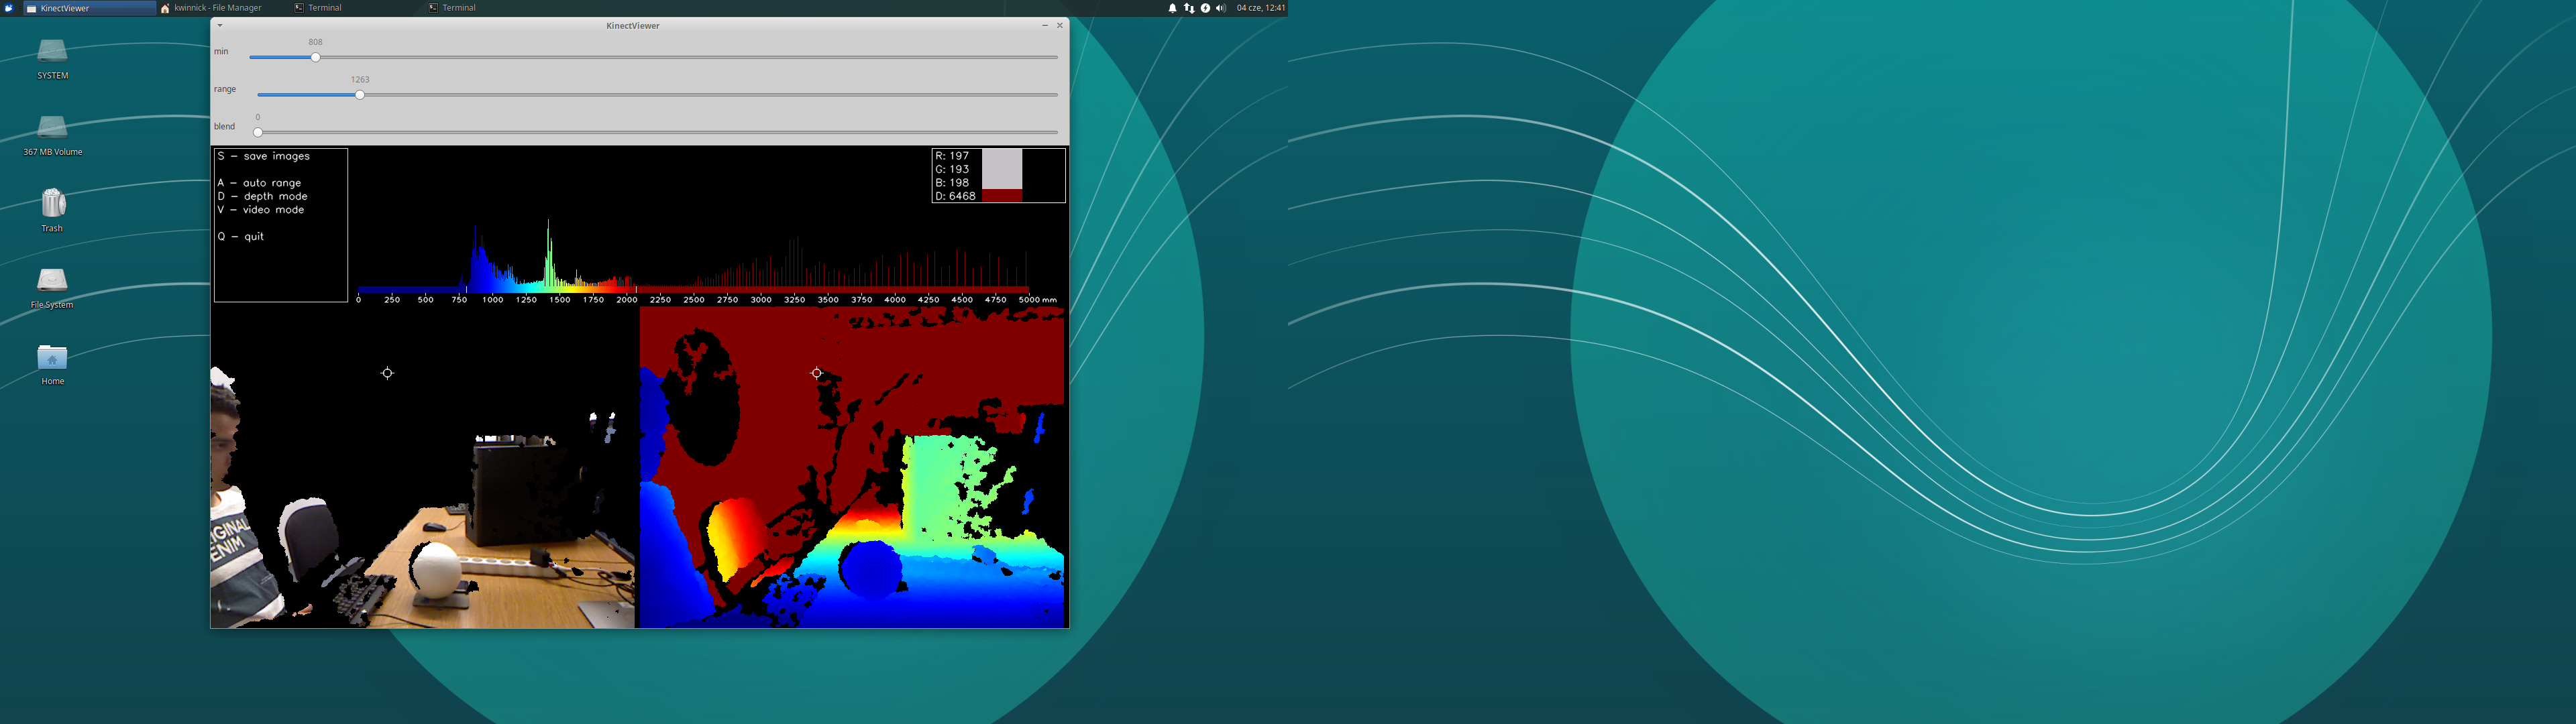 KinectViewer
kwinnick - File Manager
Terminal
Terminal
04 cze, 12:41
SYSTEM
367 MB Volume
Trash
File System
Home
KinectViewer
min
808
range
1263
blend
0
S – save images
A – auto range
D – depth mode
V – video mode
Q – quit
R: 197
G: 193
B: 198
D: 6468
0 250 500 750 1000 1250 1500 1750 2000 2250 2500 2750 3000 3250 3500 3750 4000 4250 4500 4750 5000 mm
ORIGINAL
DENIM